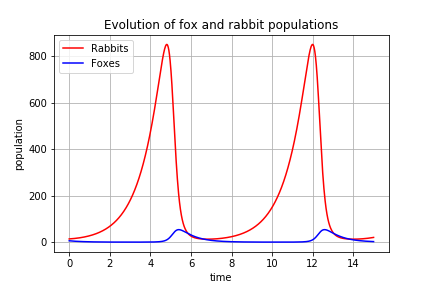 Evolution of fox and rabbit populations
Rabbits
Foxes
population
800
600
400
200
0
0 2 4 6 8 10 12 14
time